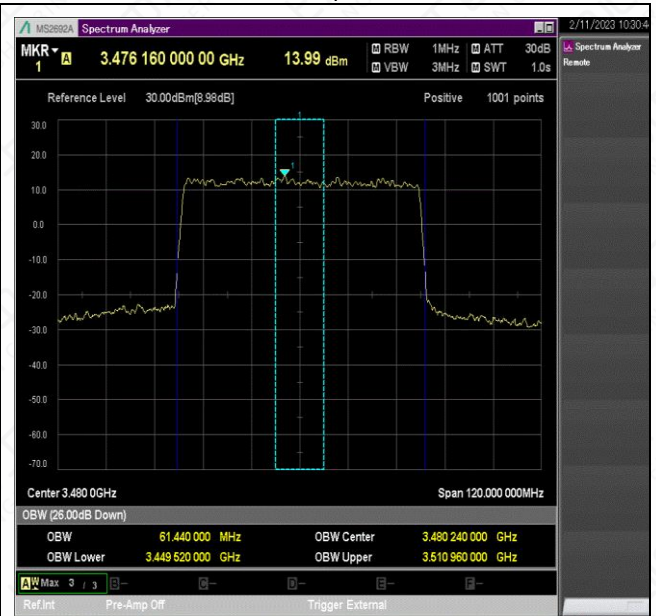 MS2692A Spectrum Analyzer
2/11/2023 10:30:4
MKR A 3.476 160 000 00 GHz 13.99 dBm M RBW 1MHz M ATT 30dB
1 M VBW 3MHz M SWT 1.0s
Spectrum Analyzer
Remote
Reference Level 30.00dBm[8.98dB] Positive 1001 points
1
30.0
20.0
1
10.0
0.0
-10.0
-20.0
-30.0
-40.0
-50.0
-60.0
-70.0
Center 3.480 0GHz Span 120.000 000MHz
OBW (26.00dB Down)
OBW 61.440 000 MHz OBW Center 3.480 240 000 GHz
OBW Lower 3.449 520 000 GHz OBW Upper 3.510 960 000 GHz
A W Max 3 / 3 B- C- D- E- F-
Ref.Int Pre-Amp Off Trigger External